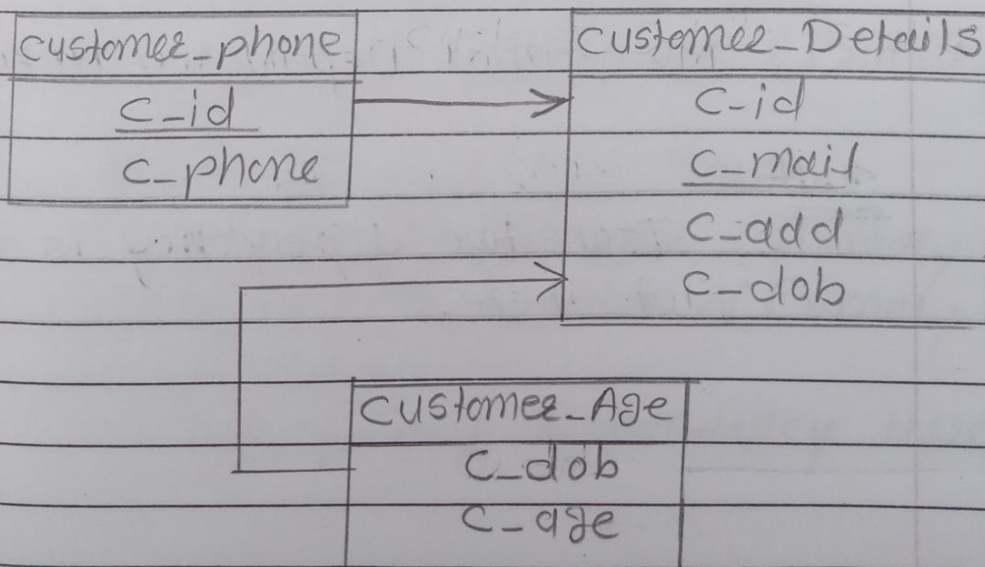 customer_phone
c_id
c_phone
customer_Details
c-id
c_mail
c-add
c-dob
customer_Age
c_dob
c-age